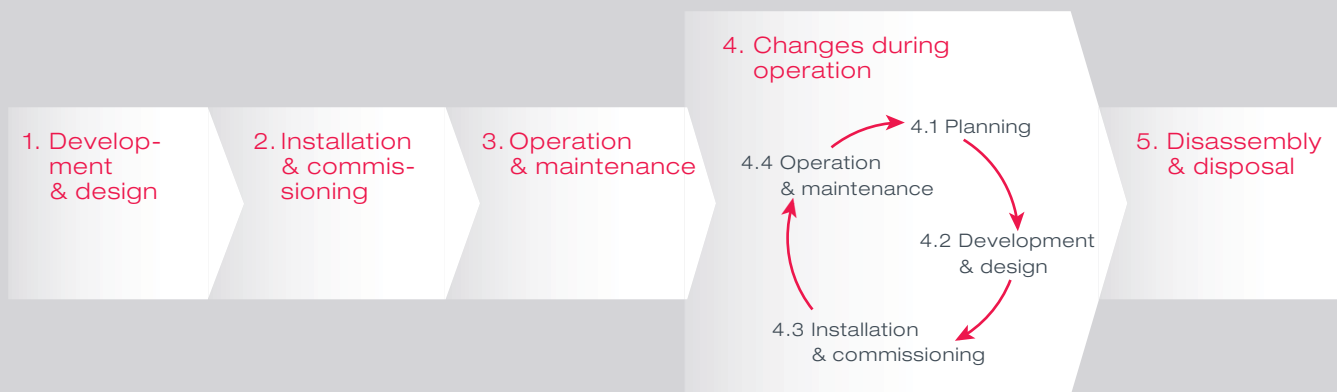 1. Develop-
ment
& design
2. Installation
& commis-
sioning
3. Operation
& maintenance
4. Changes during
operation
4.1 Planning
4.2 Development
& design
4.3 Installation
& commissioning
4.4 Operation
& maintenance
5. Disassembly
& disposal